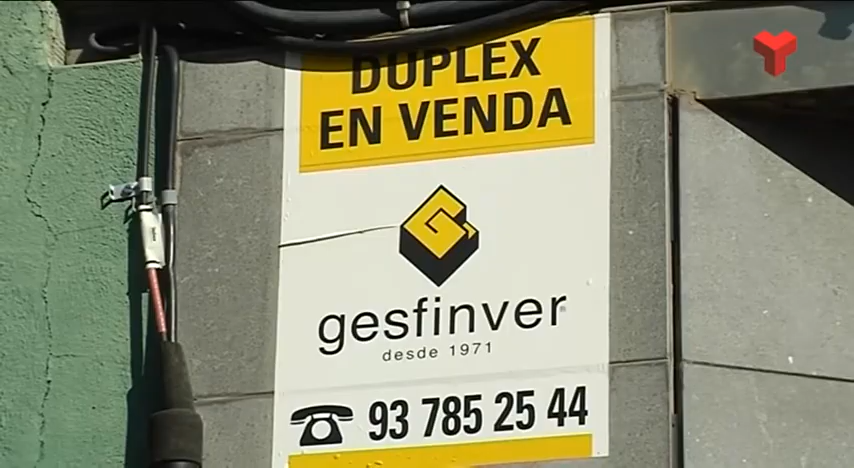 DUPLEX
EN VENDA
gesfinver®
desde 1971
93 785 25 44